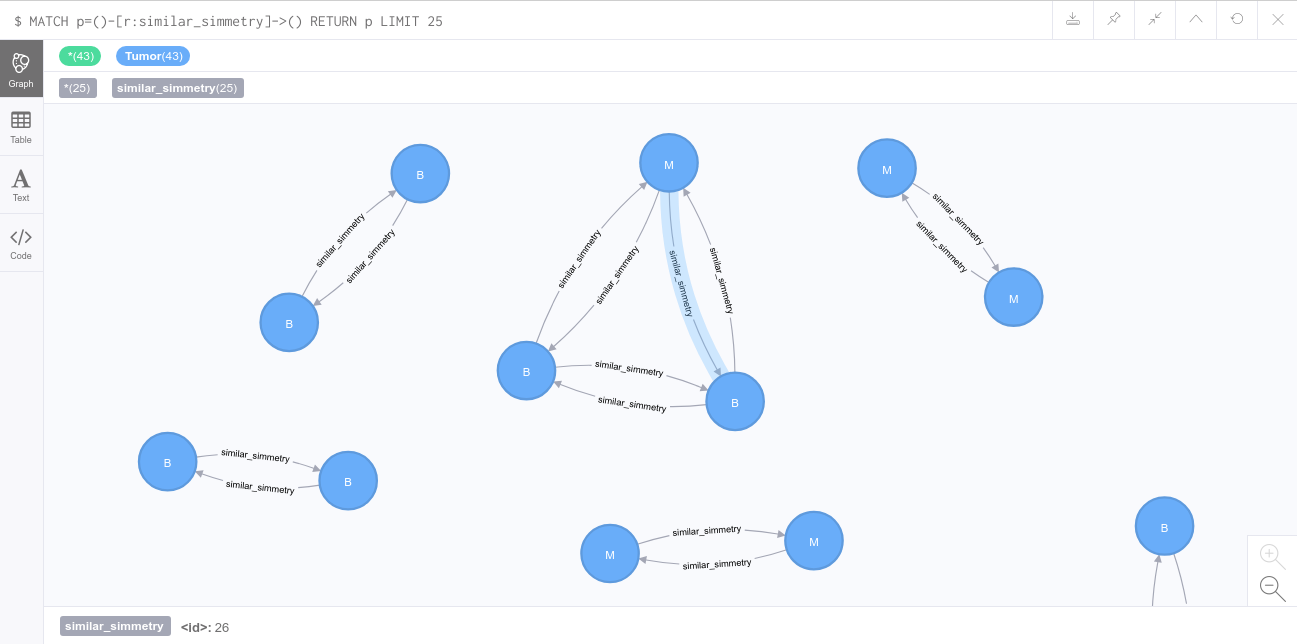 $ MATCH p=()-[r:similar_simmetry]->() RETURN p LIMIT 25
*(43) Tumor(43)
*(25) similar_simmetry(25)
Graph
Table
Text
Code
B
similar_simmetry
similar_simmetry
B
M
similar_simmetry
similar_simmetry
similar_simmetry
similar_simmetry
B
similar_simmetry
similar_simmetry
B
M
similar_simmetry
similar_simmetry
M
B
similar_simmetry
similar_simmetry
B
M
similar_simmetry
similar_simmetry
M
B
similar_simmetry <id>: 26